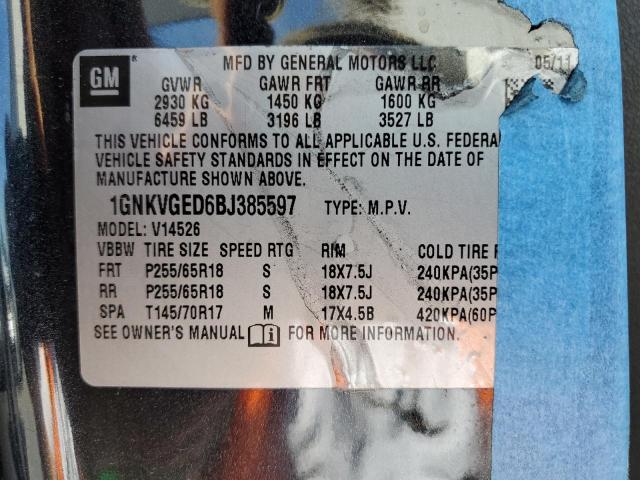 GM ®
MFD BY GENERAL MOTORS LLC 05/11
GVWR GAWR FRT GAWR RR
2930 KG 1450 KG 1600 KG
6459 LB 3196 LB 3527 LB
THIS VEHICLE CONFORMS TO ALL APPLICABLE U.S. FEDERA
VEHICLE SAFETY STANDARDS IN EFFECT ON THE DATE OF
MANUFACTURE SHOWN ABOVE.
1GNKVGED6BJ385597 TYPE: M.P.V.
MODEL: V14526
VBBW TIRE SIZE SPEED RTG RIM COLD TIRE
FRT P255/65R18 S 18X7.5J 240KPA(35P
RR P255/65R18 S 18X7.5J 240KPA(35P
SPA T145/70R17 M 17X4.5B 420KPA(60P
SEE OWNER'S MANUAL i FOR MORE INFORMATION.